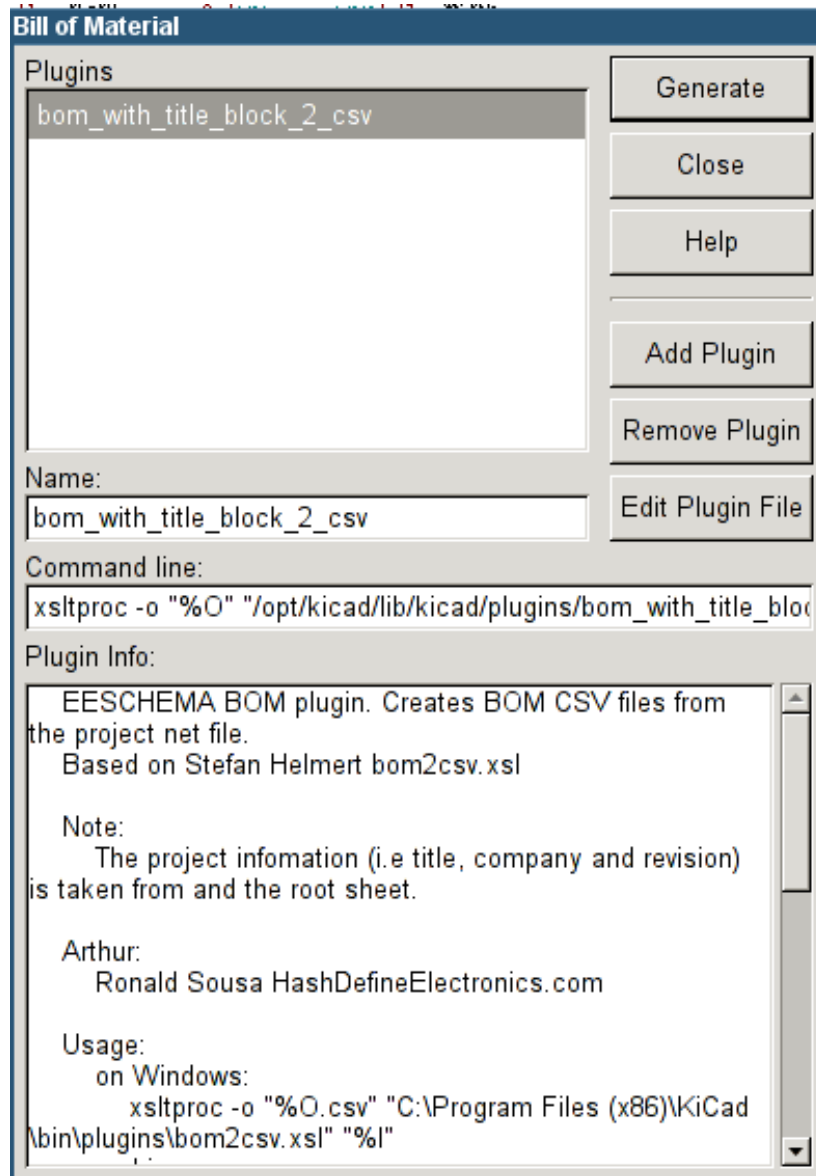 Bill of Material
Plugins
bom_with_title_block_2_csv
Generate
Close
Help
Add Plugin
Remove Plugin
Edit Plugin File
Name:
bom_with_title_block_2_csv
Command line:
xsltproc -o "%O" "/opt/kicad/lib/kicad/plugins/bom_with_title_bloc
Plugin Info:
EESCHEMA BOM plugin. Creates BOM CSV files from
the project net file.
Based on Stefan Helmert bom2csv.xsl
Note:
The project infomation (i.e title, company and revision)
is taken from and the root sheet.
Arthur:
Ronald Sousa HashDefineElectronics.com
Usage:
on Windows:
xsltproc -o "%O.csv" "C:\Program Files (x86)\KiCad
\bin\plugins\bom2csv.xsl" "%I"